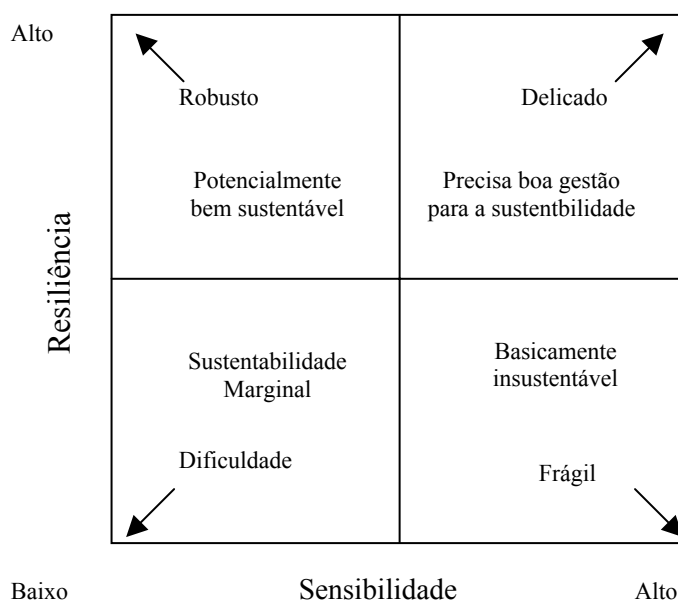 Alto
Robusto
Delicado
Potencialmente
bem sustentável
Precisa boa gestão
para a sustentbilidade
Resiliência
Sustentabilidade
Marginal
Basicamente
insustentável
Dificuldade
Frágil
Baixo
Sensibilidade
Alto